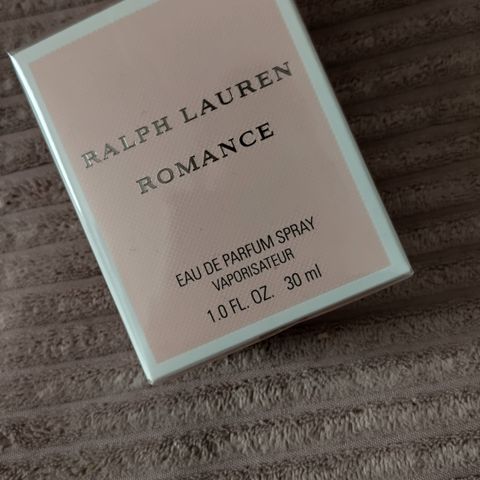 RALPH LAUREN
ROMANCE
EAU DE PARFUM SPRAY
VAPORISATEUR
1.0 FL. OZ. 30 ml